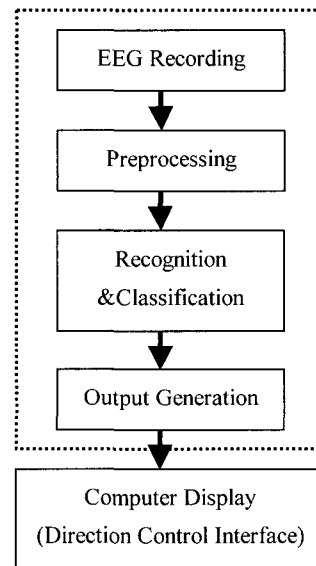 EEG Recording
Preprocessing
Recognition
&Classification
Output Generation
Computer Display
(Direction Control Interface)